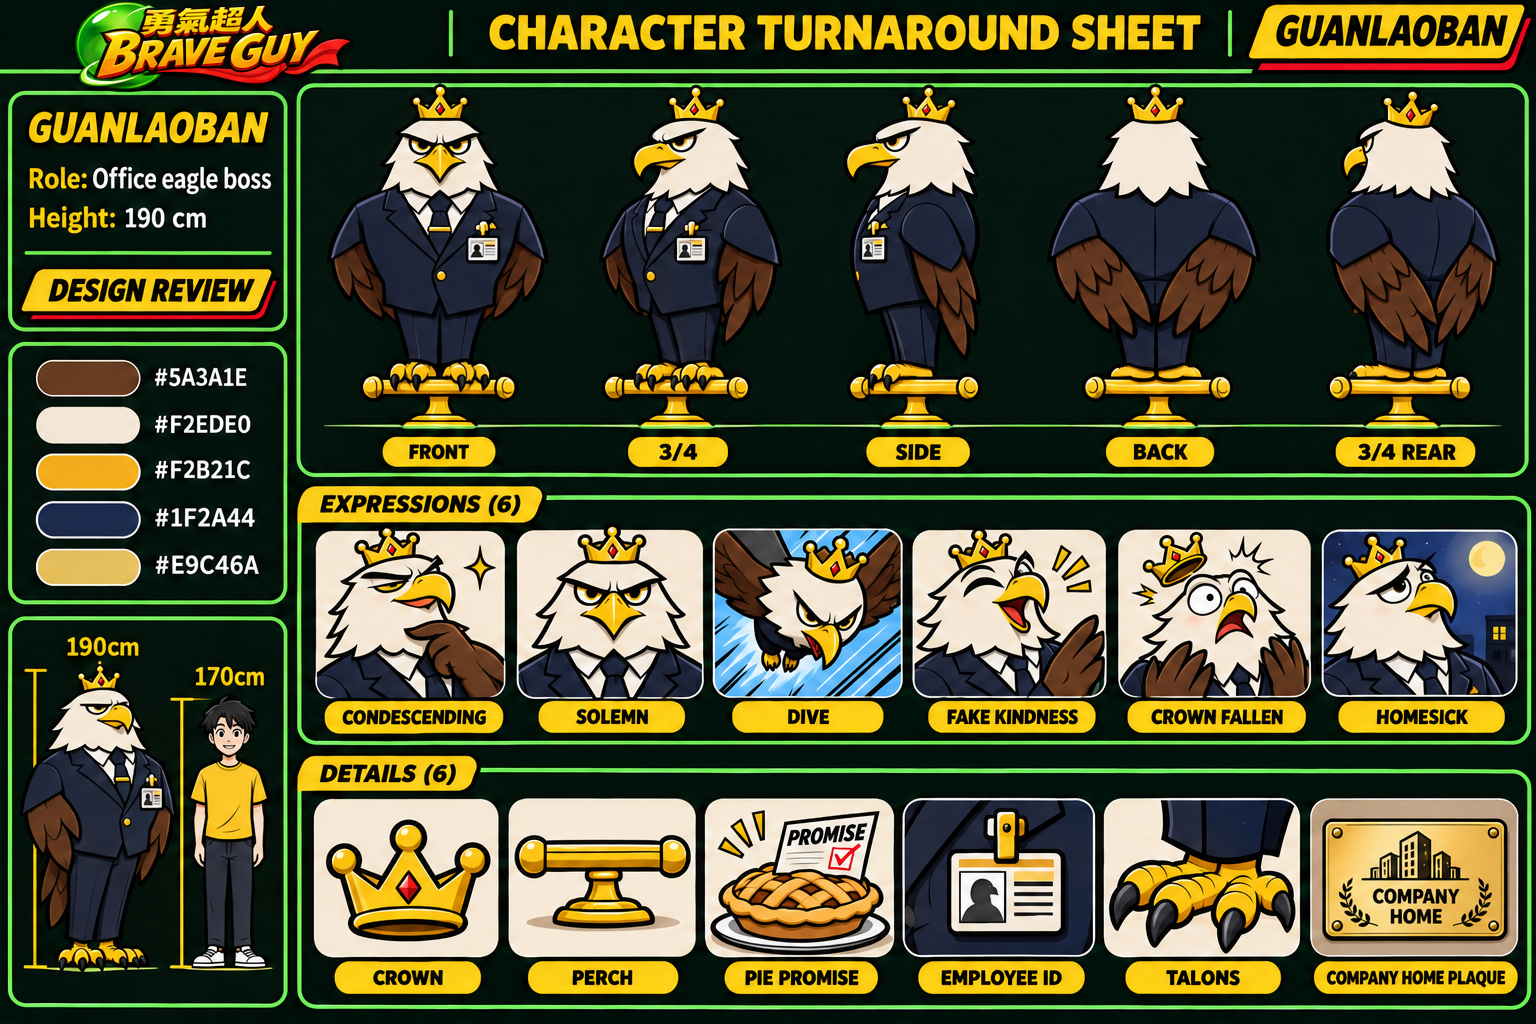 勇氣超人
BRAVE GUY
CHARACTER TURNAROUND SHEET
GUANLAOBAN
GUANLAOBAN
Role: Office eagle boss
Height: 190 cm
DESIGN REVIEW
#5A3A1E
#F2EDE0
#F2B21C
#1F2A44
#E9C46A
190cm
170cm
FRONT
3/4
SIDE
BACK
3/4 REAR
EXPRESSIONS (6)
CONDESCENDING
SOLEMN
DIVE
FAKE KINDNESS
CROWN FALLEN
HOMESICK
DETAILS (6)
PROMISE
COMPANY
HOME
CROWN
PERCH
PIE PROMISE
EMPLOYEE ID
TALONS
COMPANY HOME PLAQUE